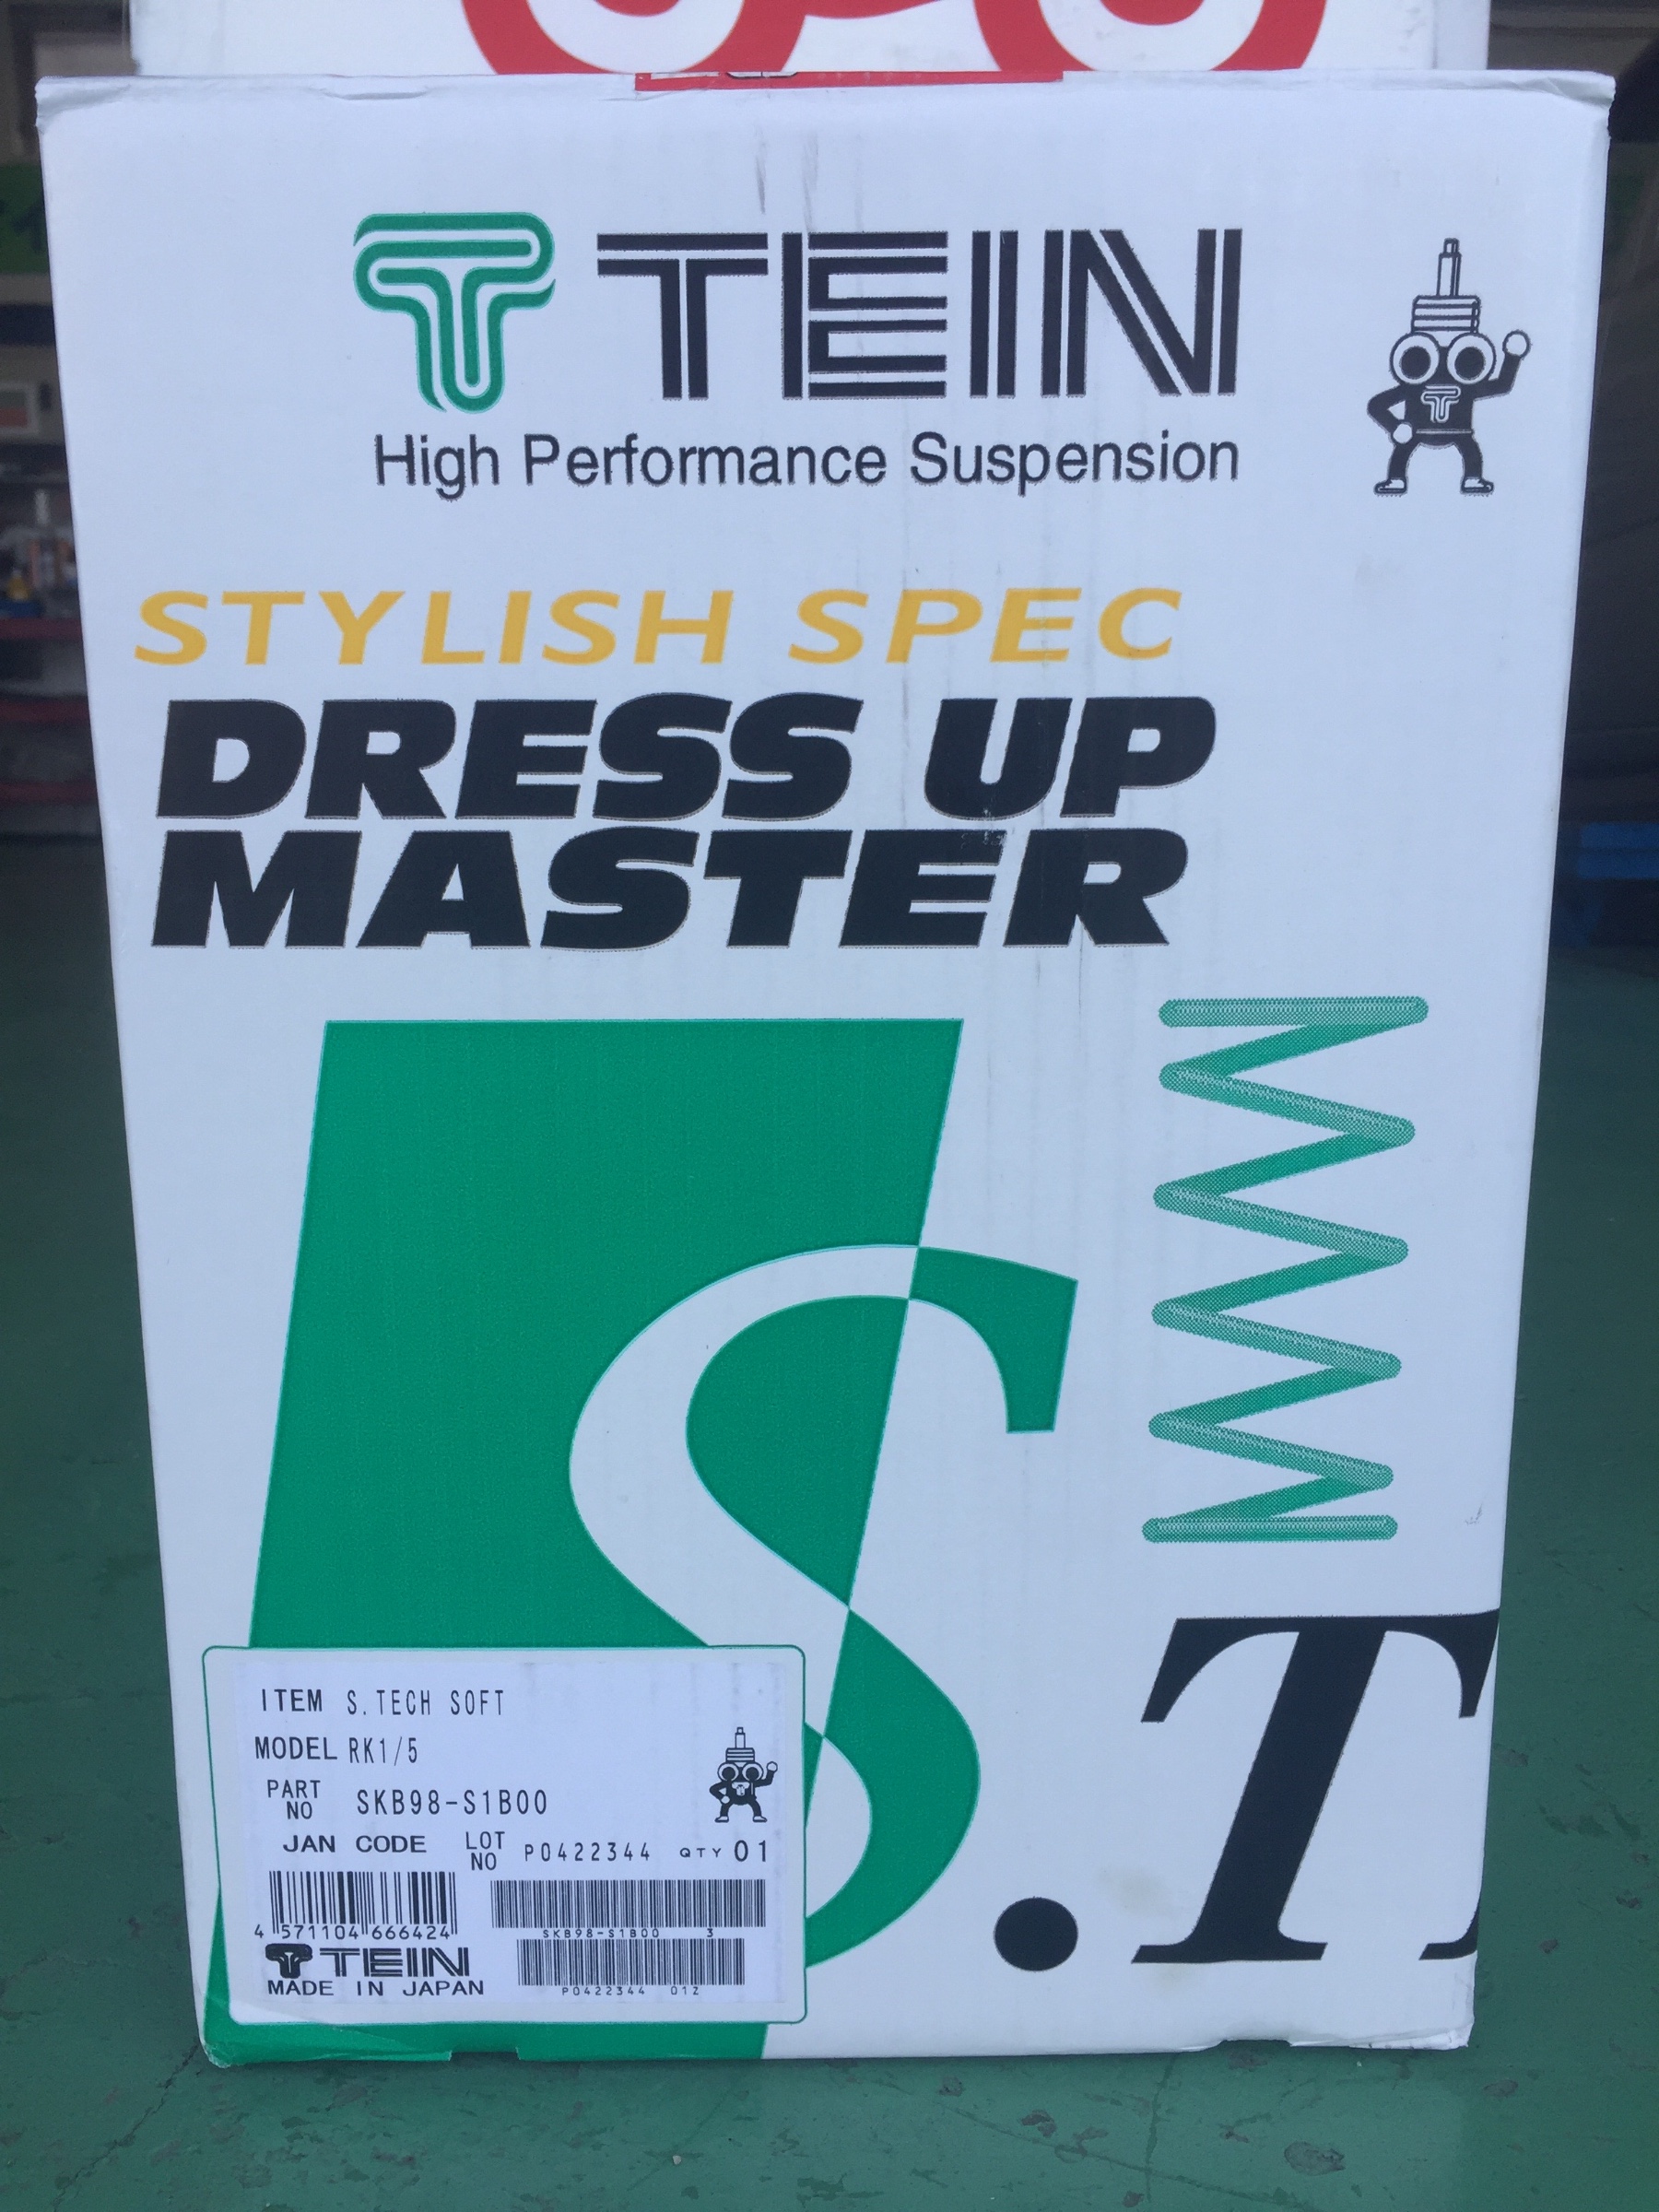 TEIN
High Performance Suspension
STYLISH SPEC
DRESS UP
MASTER
S.T
ITEM S.TECH SOFT
MODEL RK1/5
PART NO SKB98-S1B00
JAN CODE LOT NO P0422344 QTY 01
4 571104 666424
SKB98-S1B00 3
TEIN
MADE IN JAPAN
P0422344 01Z